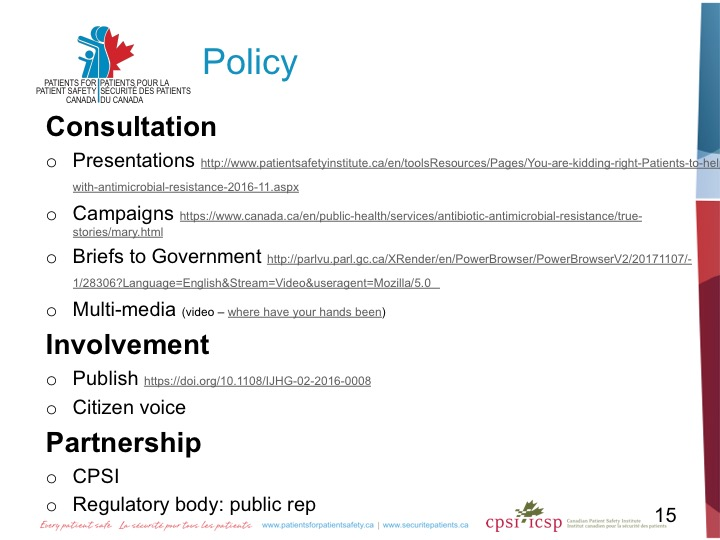 PATIENTS FOR PATIENTS POUR LA
PATIENT SAFETY SÉCURITÉ DES PATIENTS
CANADA DU CANADA
Policy
Consultation
o Presentations http://www.patientsafetyinstitute.ca/en/toolsResources/Pages/You-are-kidding-right-Patients-to-hel
with-antimicrobial-resistance-2016-11.aspx
o Campaigns https://www.canada.ca/en/public-health/services/antibiotic-antimicrobial-resistance/true-
stories/mary.html
o Briefs to Government http://parlvu.parl.gc.ca/XRender/en/PowerBrowser/PowerBrowserV2/20171107/-
1/28306?Language=English&Stream=Video&useragent=Mozilla/5.0
o Multi-media (video – where have your hands been)
Involvement
o Publish https://doi.org/10.1108/IJHG-02-2016-0008
o Citizen voice
Partnership
o CPSI
o Regulatory body: public rep
Every patient safe La sécurité pour tous les patients www.patientsforpatientsafety.ca | www.securitepatients.ca
cpsi icsp
Canadian Patient Safety Institute
Institut canadien pour la sécurité des patients
15